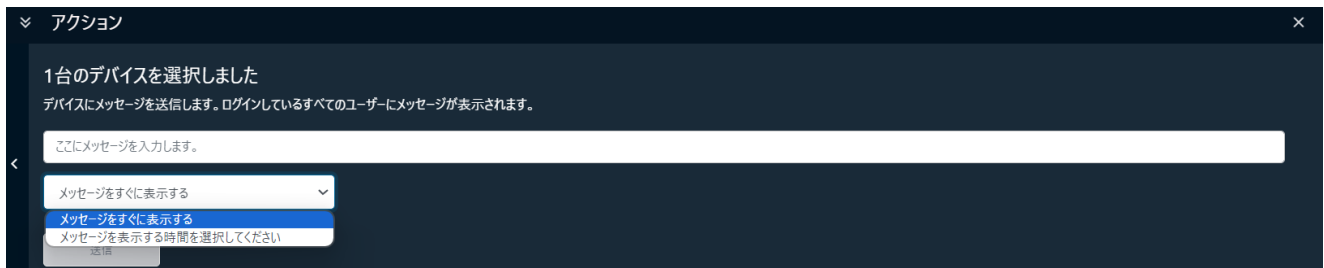 アクション
1台のデバイスを選択しました
デバイスにメッセージを送信します。ログインしているすべてのユーザーにメッセージが表示されます。
ここにメッセージを入力します。
メッセージをすぐに表示する
メッセージをすぐに表示する
メッセージを表示する時間を選択してください
送信